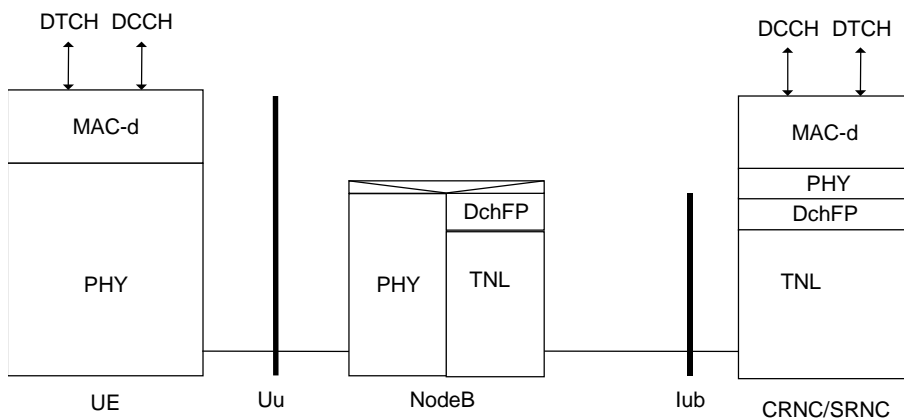 DTCH DCCH
DCCH DTCH
MAC-d
MAC-d
PHY
DchFP
DchFP
PHY
PHY
TNL
TNL
UE
Uu
NodeB
Iub
CRNC/SRNC